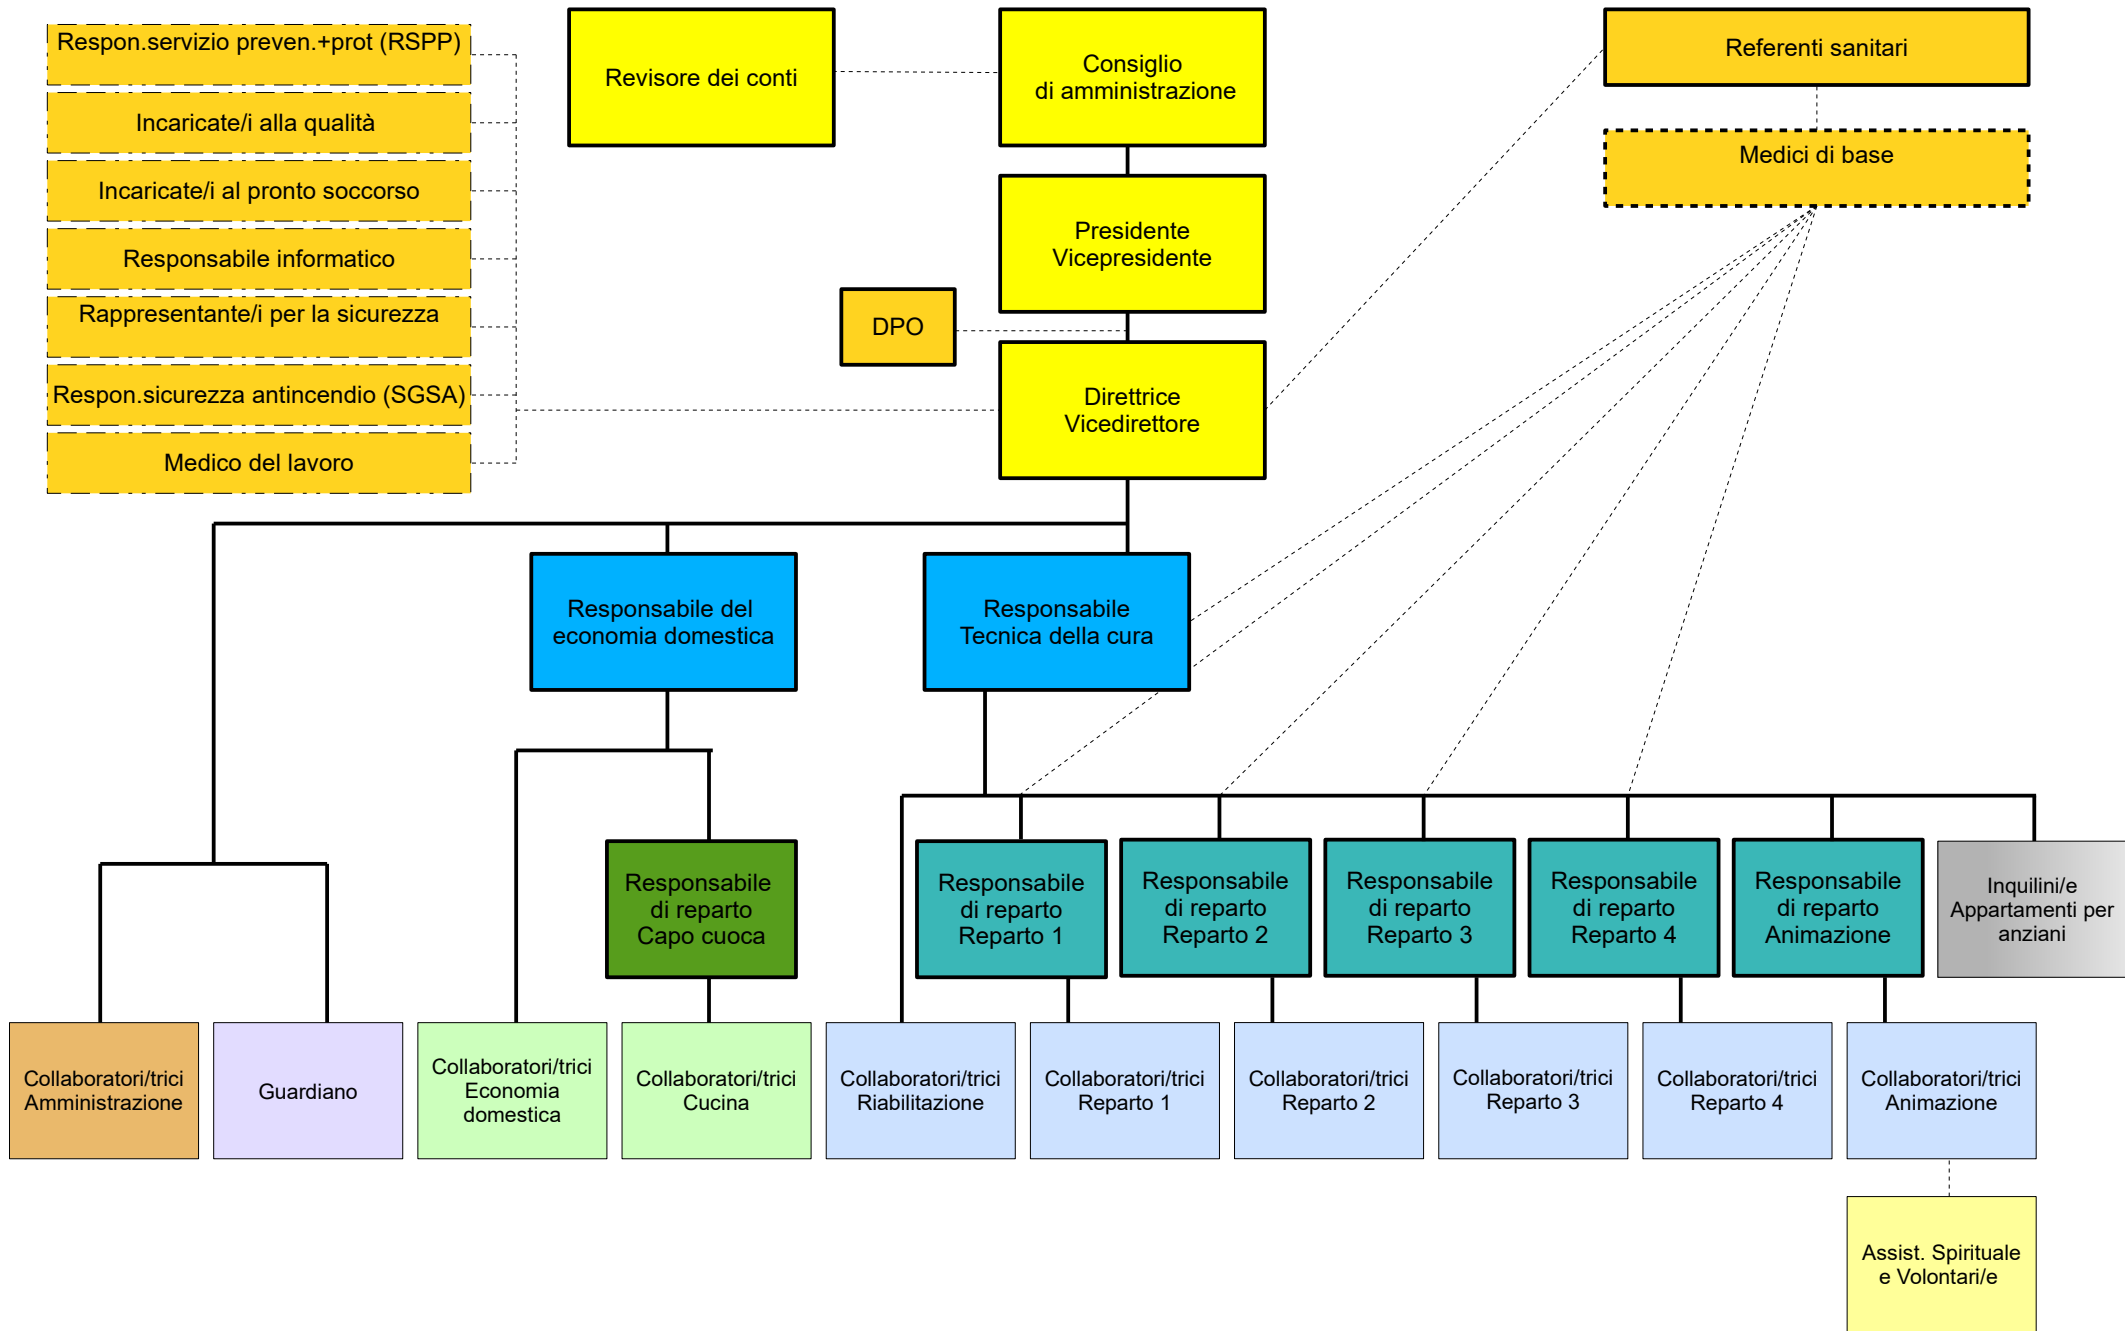 Respon.servizio preven.+prot (RSPP)
Incaricate/i alla qualità
Incaricate/i al pronto soccorso
Responsabile informatico
Rappresentante/i per la sicurezza
Respon.sicurezza antincendio (SGSA)
Medico del lavoro
Revisore dei conti
Consiglio
di amministrazione
Presidente
Vicepresidente
DPO
Direttrice
Vicedirettore
Referenti sanitari
Medici di base
Responsabile del
economia domestica
Responsabile
Tecnica della cura
Responsabile
di reparto
Capo cuoca
Responsabile
di reparto
Reparto 1
Responsabile
di reparto
Reparto 2
Responsabile
di reparto
Reparto 3
Responsabile
di reparto
Reparto 4
Responsabile
di reparto
Animazione
Inquilini/e
Appartamenti per
anziani
Collaboratori/trici
Amministrazione
Guardiano
Collaboratori/trici
Economia
domestica
Collaboratori/trici
Cucina
Collaboratori/trici
Riabilitazione
Collaboratori/trici
Reparto 1
Collaboratori/trici
Reparto 2
Collaboratori/trici
Reparto 3
Collaboratori/trici
Reparto 4
Collaboratori/trici
Animazione
Assist. Spirituale
e Volontari/e